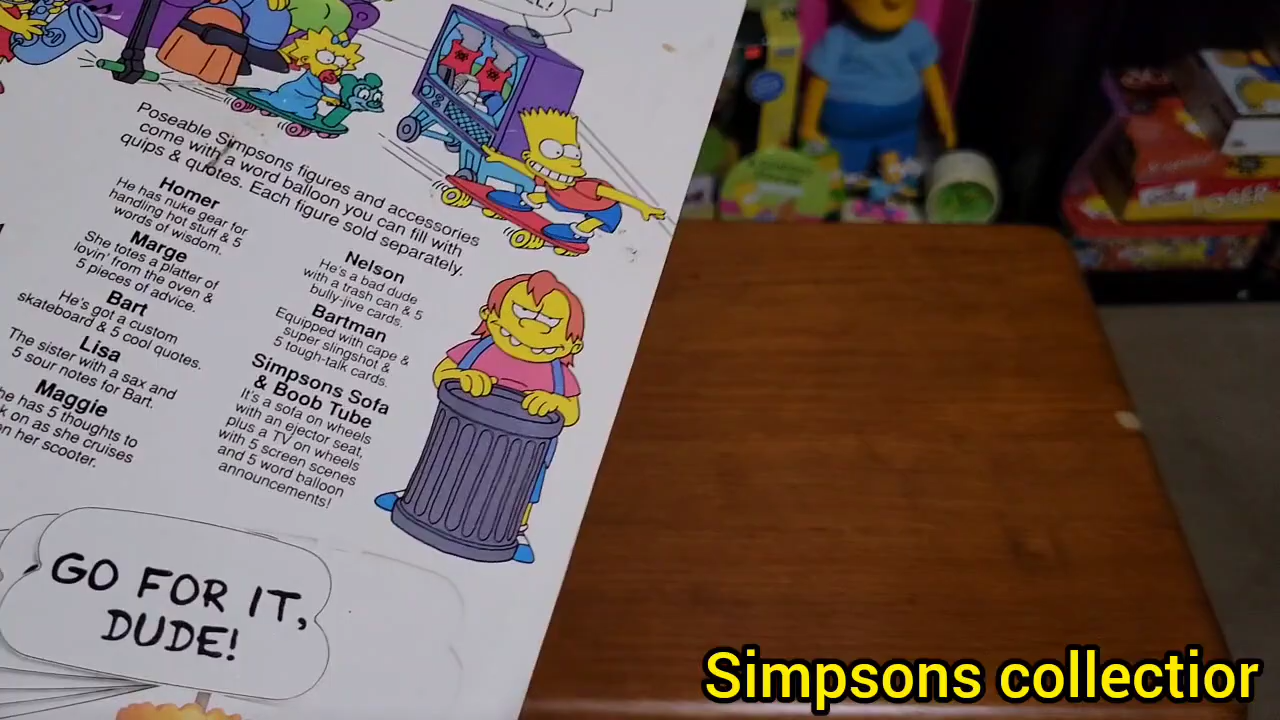 Poseable Simpsons figures and accessories
come with a word balloon you can fill with
quips & quotes. Each figure sold separately.
Homer
He has nuke gear for
handling hot stuff & 5
words of wisdom.
Marge
She totes a platter of
lovin' from the oven &
5 pieces of advice.
Bart
He's got a custom
skateboard & 5 cool quotes.
Lisa
The sister with a sax and
5 sour notes for Bart.
Maggie
has 5 thoughts to
on as she cruises
her scooter.
Nelson
He's a bad dude
with a trash can & 5
bully-jive cards.
Bartman
Equipped with cape &
super slingshot &
5 tough-talk cards.
Simpsons Sofa
& Boob Tube
It's a sofa on wheels
with an ejector seat,
plus a TV on wheels
with 5 screen scenes
and 5 word balloon
announcements!
GO FOR IT,
DUDE!
Simpsons collection